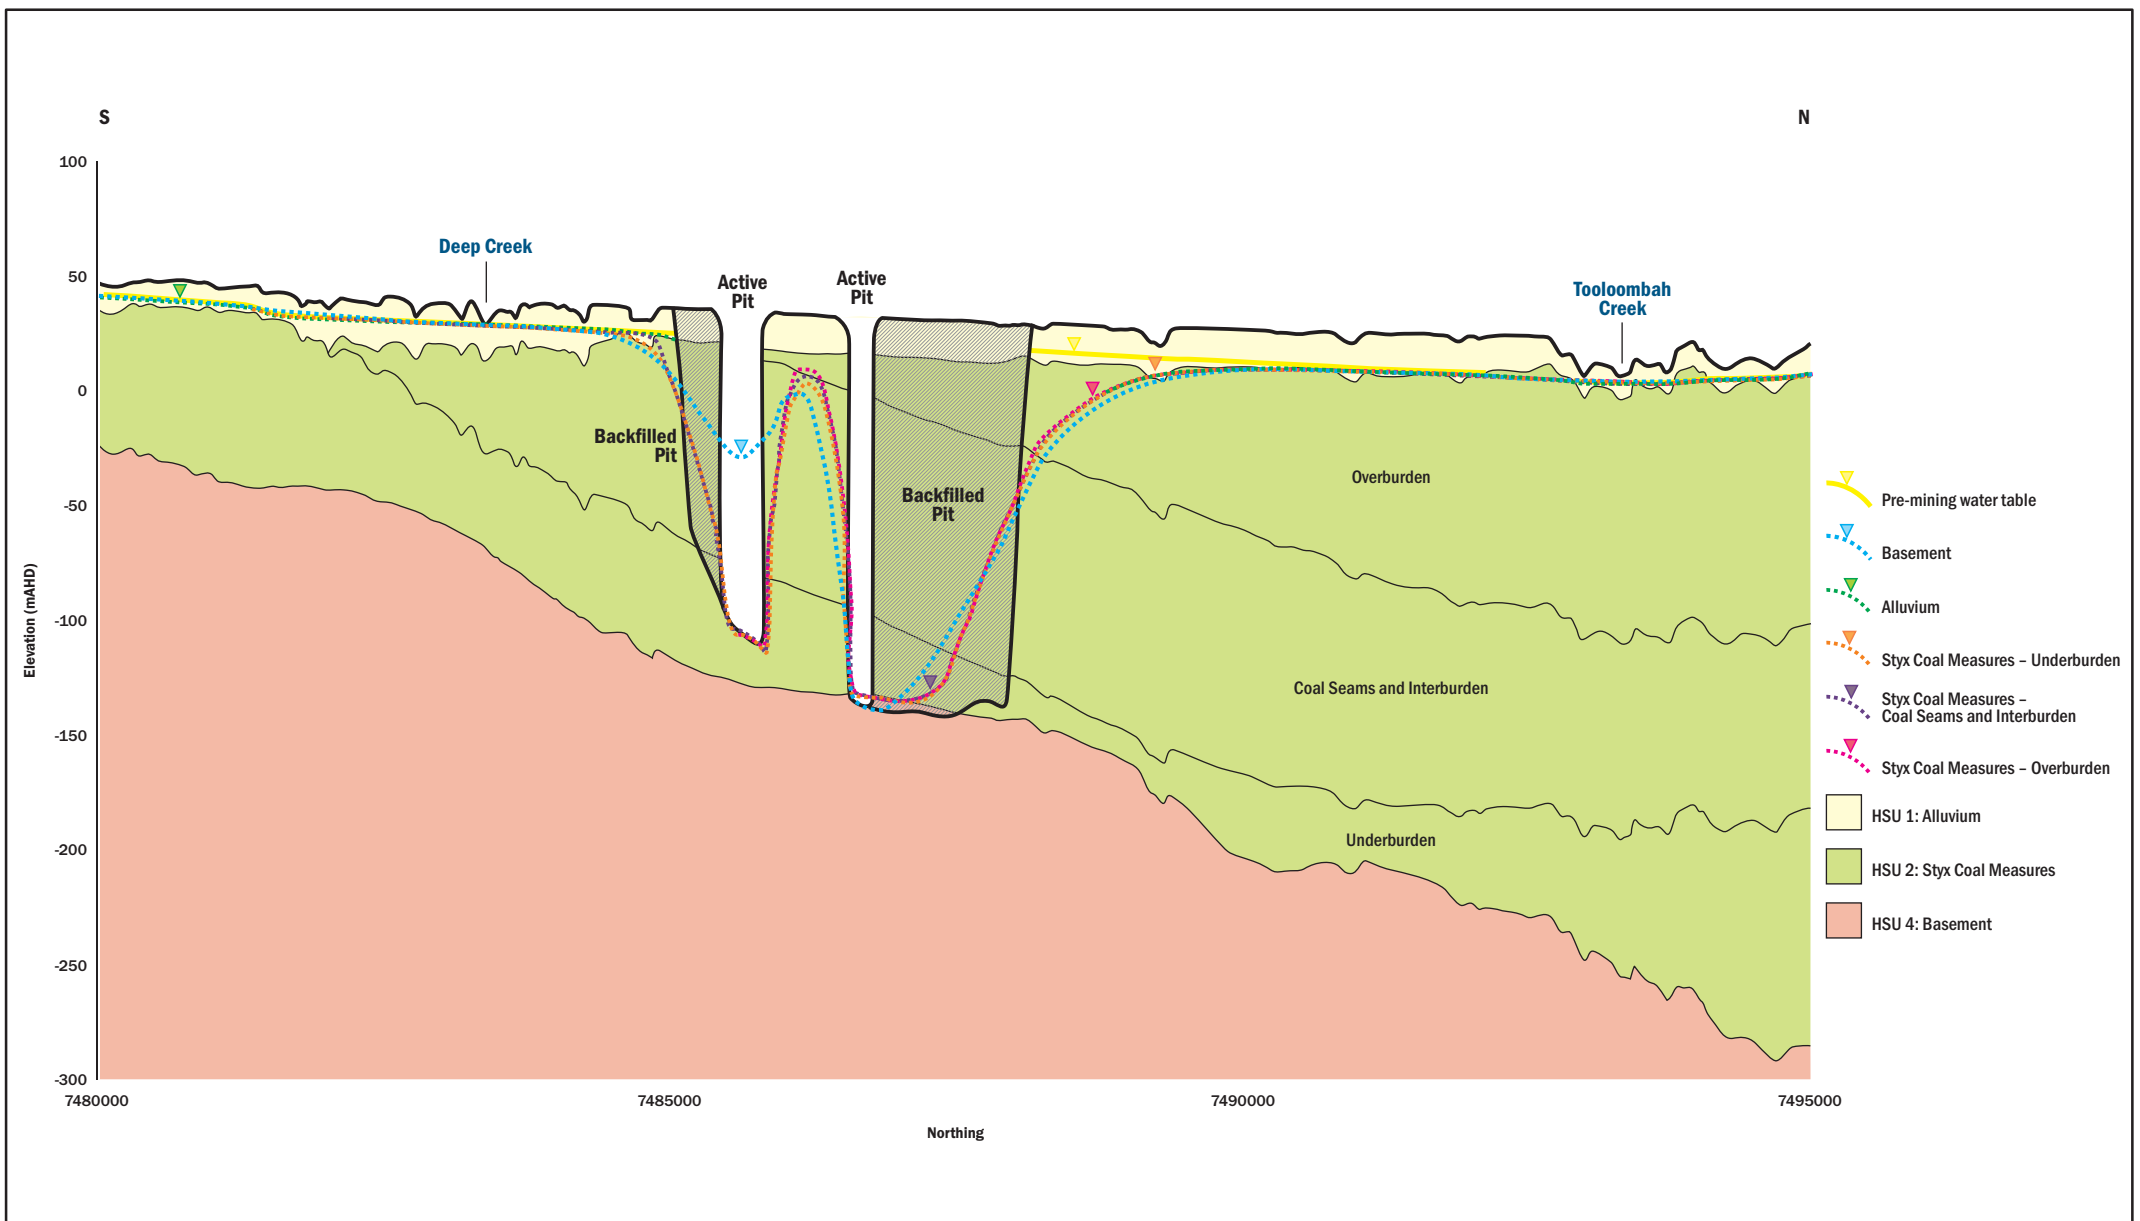 S
N
100
50
0
-50
-100
-150
-200
-250
-300
Elevation (mAHD)
7480000
7485000
7490000
7495000
Northing
Deep Creek
Active
Pit
Active
Pit
Tooloombah
Creek
Backfilled
Pit
Backfilled
Pit
Overburden
Coal Seams and Interburden
Underburden
Pre-mining water table
Basement
Alluvium
Styx Coal Measures – Underburden
Styx Coal Measures –
Coal Seams and Interburden
Styx Coal Measures – Overburden
HSU 1: Alluvium
HSU 2: Styx Coal Measures
HSU 4: Basement